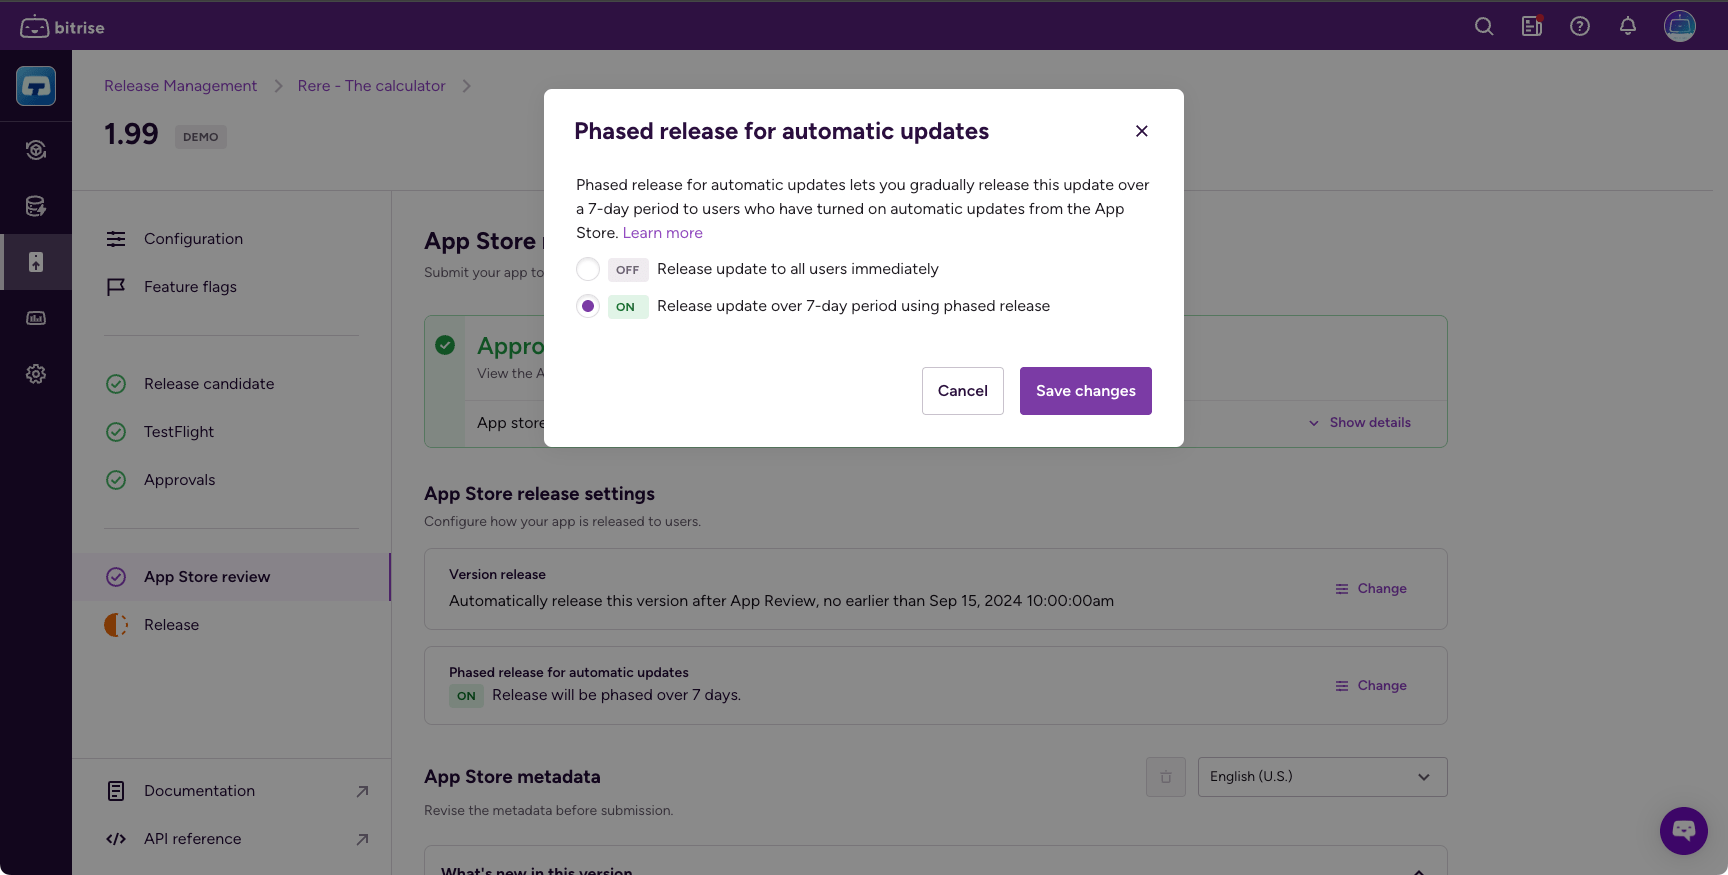 bitrise
Release Management
Rere - The calculator
1.99
DEMO
Phased release for automatic updates
Phased release for automatic updates lets you gradually release this update over
a 7-day period to users who have turned on automatic updates from the App
Store. Learn more
OFF Release update to all users immediately
ON Release update over 7-day period using phased release
Cancel
Save changes
Configuration
Feature flags
Release candidate
TestFlight
Approvals
App Store review
Release
Documentation
API reference
App Store
Submit your app to
Appro
View the A
App store
Show details
App Store release settings
Configure how your app is released to users.
Version release
Automatically release this version after App Review, no earlier than Sep 15, 2024 10:00:00am
Change
Phased release for automatic updates
ON Release will be phased over 7 days.
Change
App Store metadata
English (U.S.)
Revise the metadata before submission.
What's new in this version